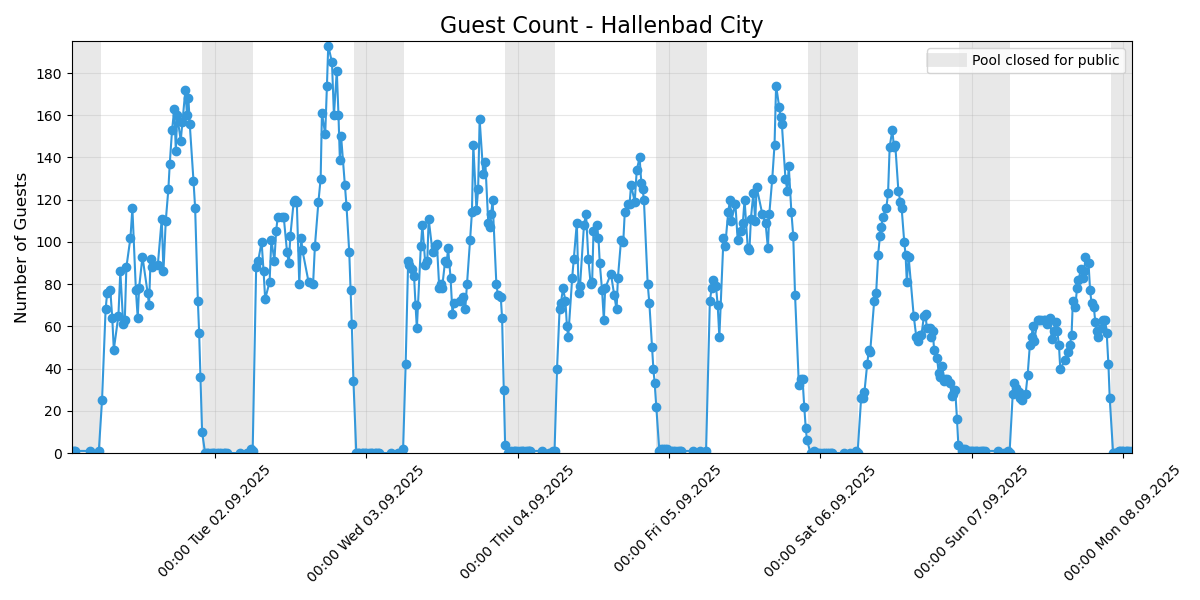 Guest Count - Hallenbad City
Pool closed for public
Number of Guests
180
160
140
120
100
80
60
40
20
0
00:00 Tue 02.09.2025
00:00 Wed 03.09.2025
00:00 Thu 04.09.2025
00:00 Fri 05.09.2025
00:00 Sat 06.09.2025
00:00 Sun 07.09.2025
00:00 Mon 08.09.2025